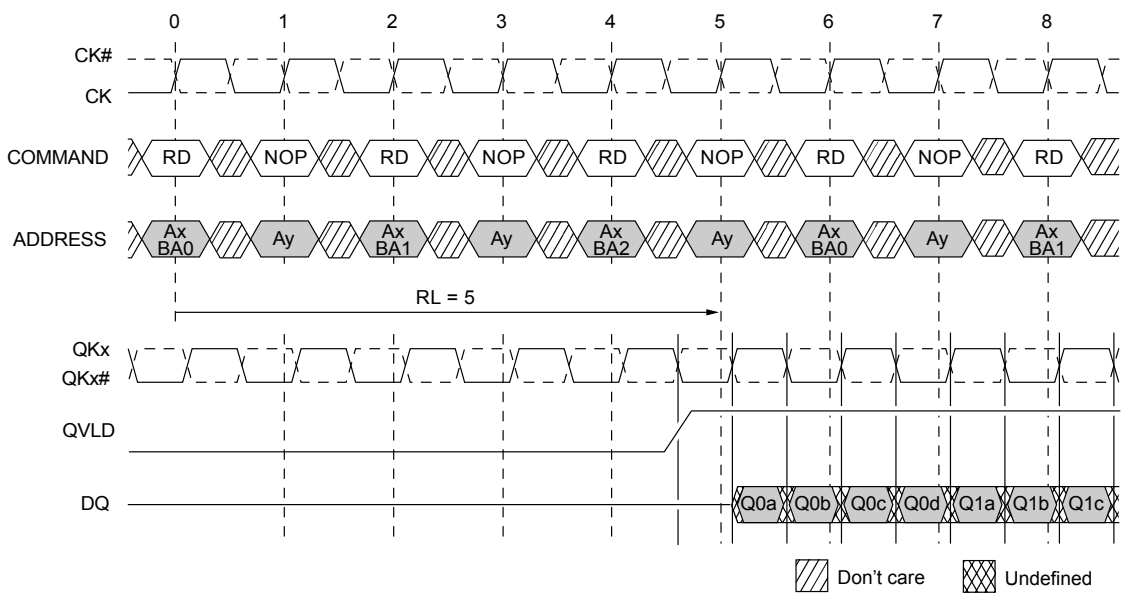 0 1 2 3 4 5 6 7 8
CK#
CK
COMMAND RD NOP RD NOP RD NOP RD NOP RD
ADDRESS Ax BA0 Ay Ax BA1 Ay Ax BA2 Ay Ax BA0 Ay Ax BA1
RL = 5
QKx
QKx#
QVLD
DQ Q0a Q0b Q0c Q0d Q1a Q1b Q1c
Don't care Undefined